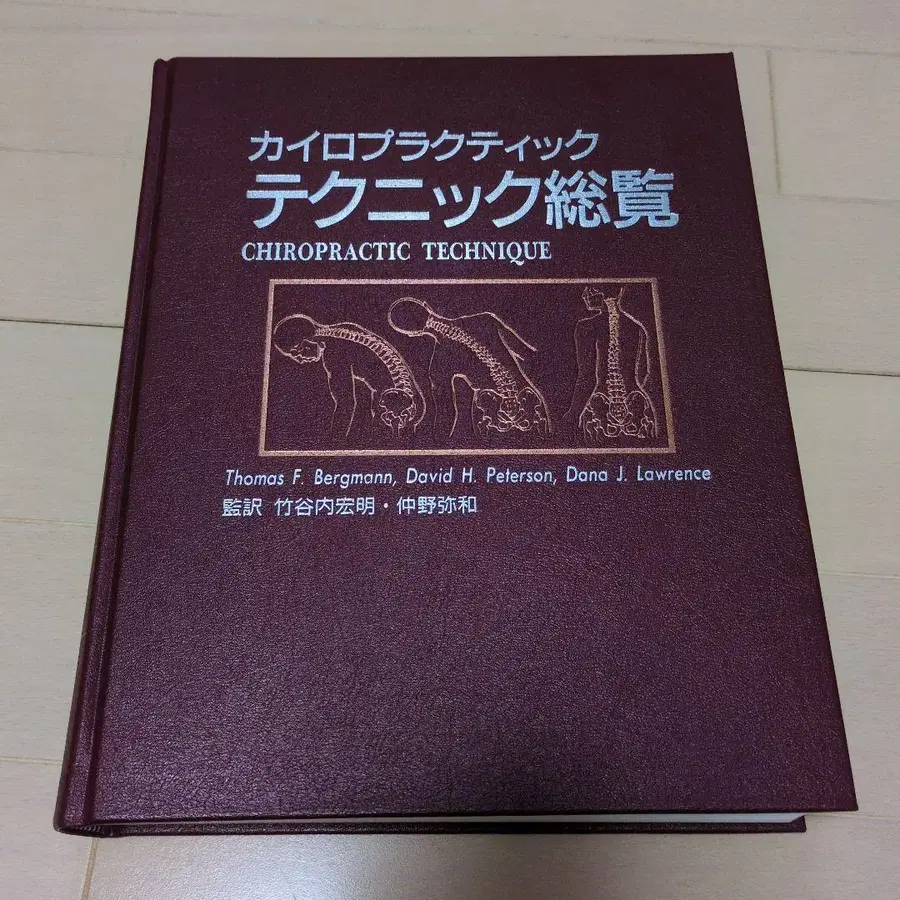 カイロプラクティック
テクニック総覧
CHIROPRACTIC TECHNIQUE
Thomas F. Bergmann, David H. Peterson, Dana J. Lawrence
監訳 竹谷内宏明・仲野弥和